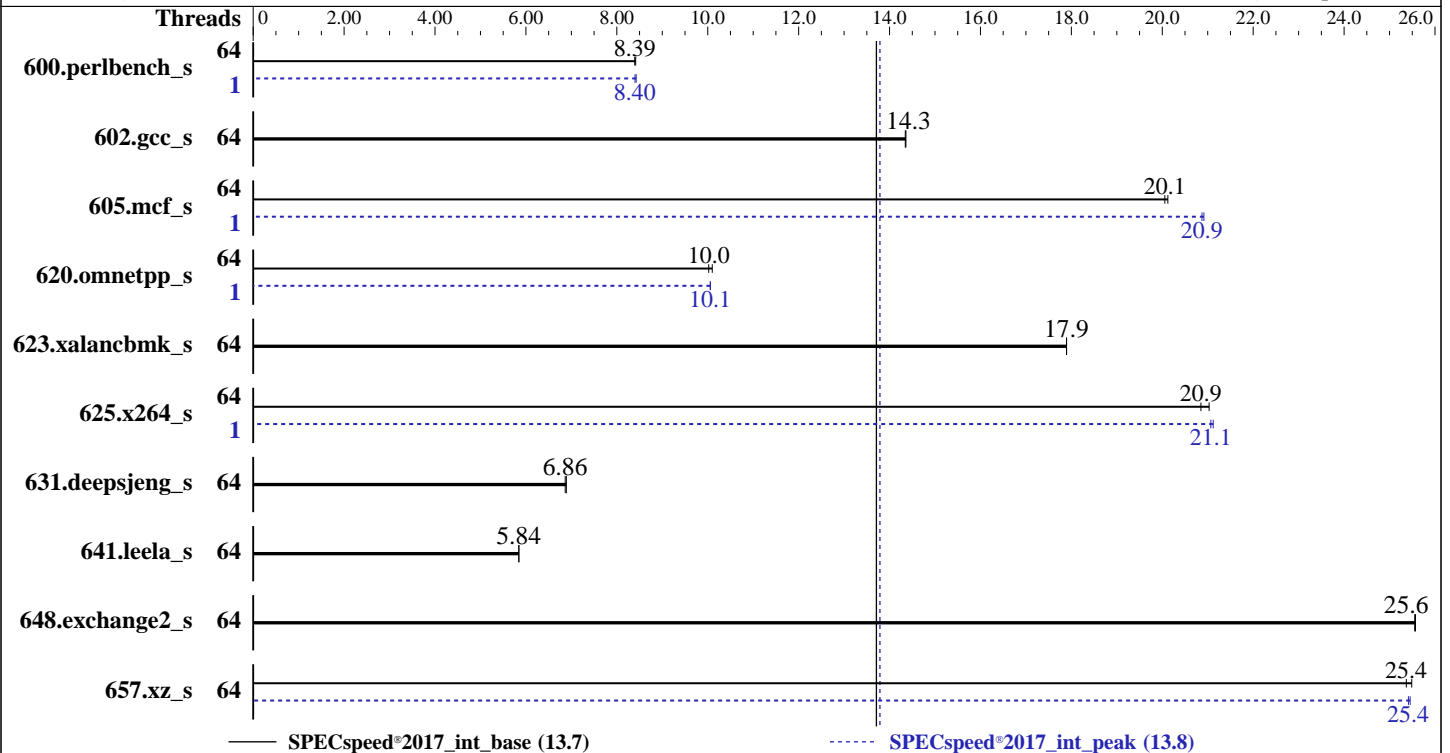 Threads 0 2.00 4.00 6.00 8.00 10.0 12.0 14.0 16.0 18.0 20.0 22.0 24.0 26.0
600.perlbench_s 64 8.39
1 8.40
602.gcc_s 64 14.3
605.mcf_s 64 20.1
1 20.9
620.omnetpp_s 64 10.0
1 10.1
623.xalancbmk_s 64 17.9
625.x264_s 64 20.9
1 21.1
631.deepsjeng_s 64 6.86
641.leela_s 64 5.84
648.exchange2_s 64 25.6
657.xz_s 64 25.4
25.4
SPECspeed®2017_int_base (13.7) SPECspeed®2017_int_peak (13.8)